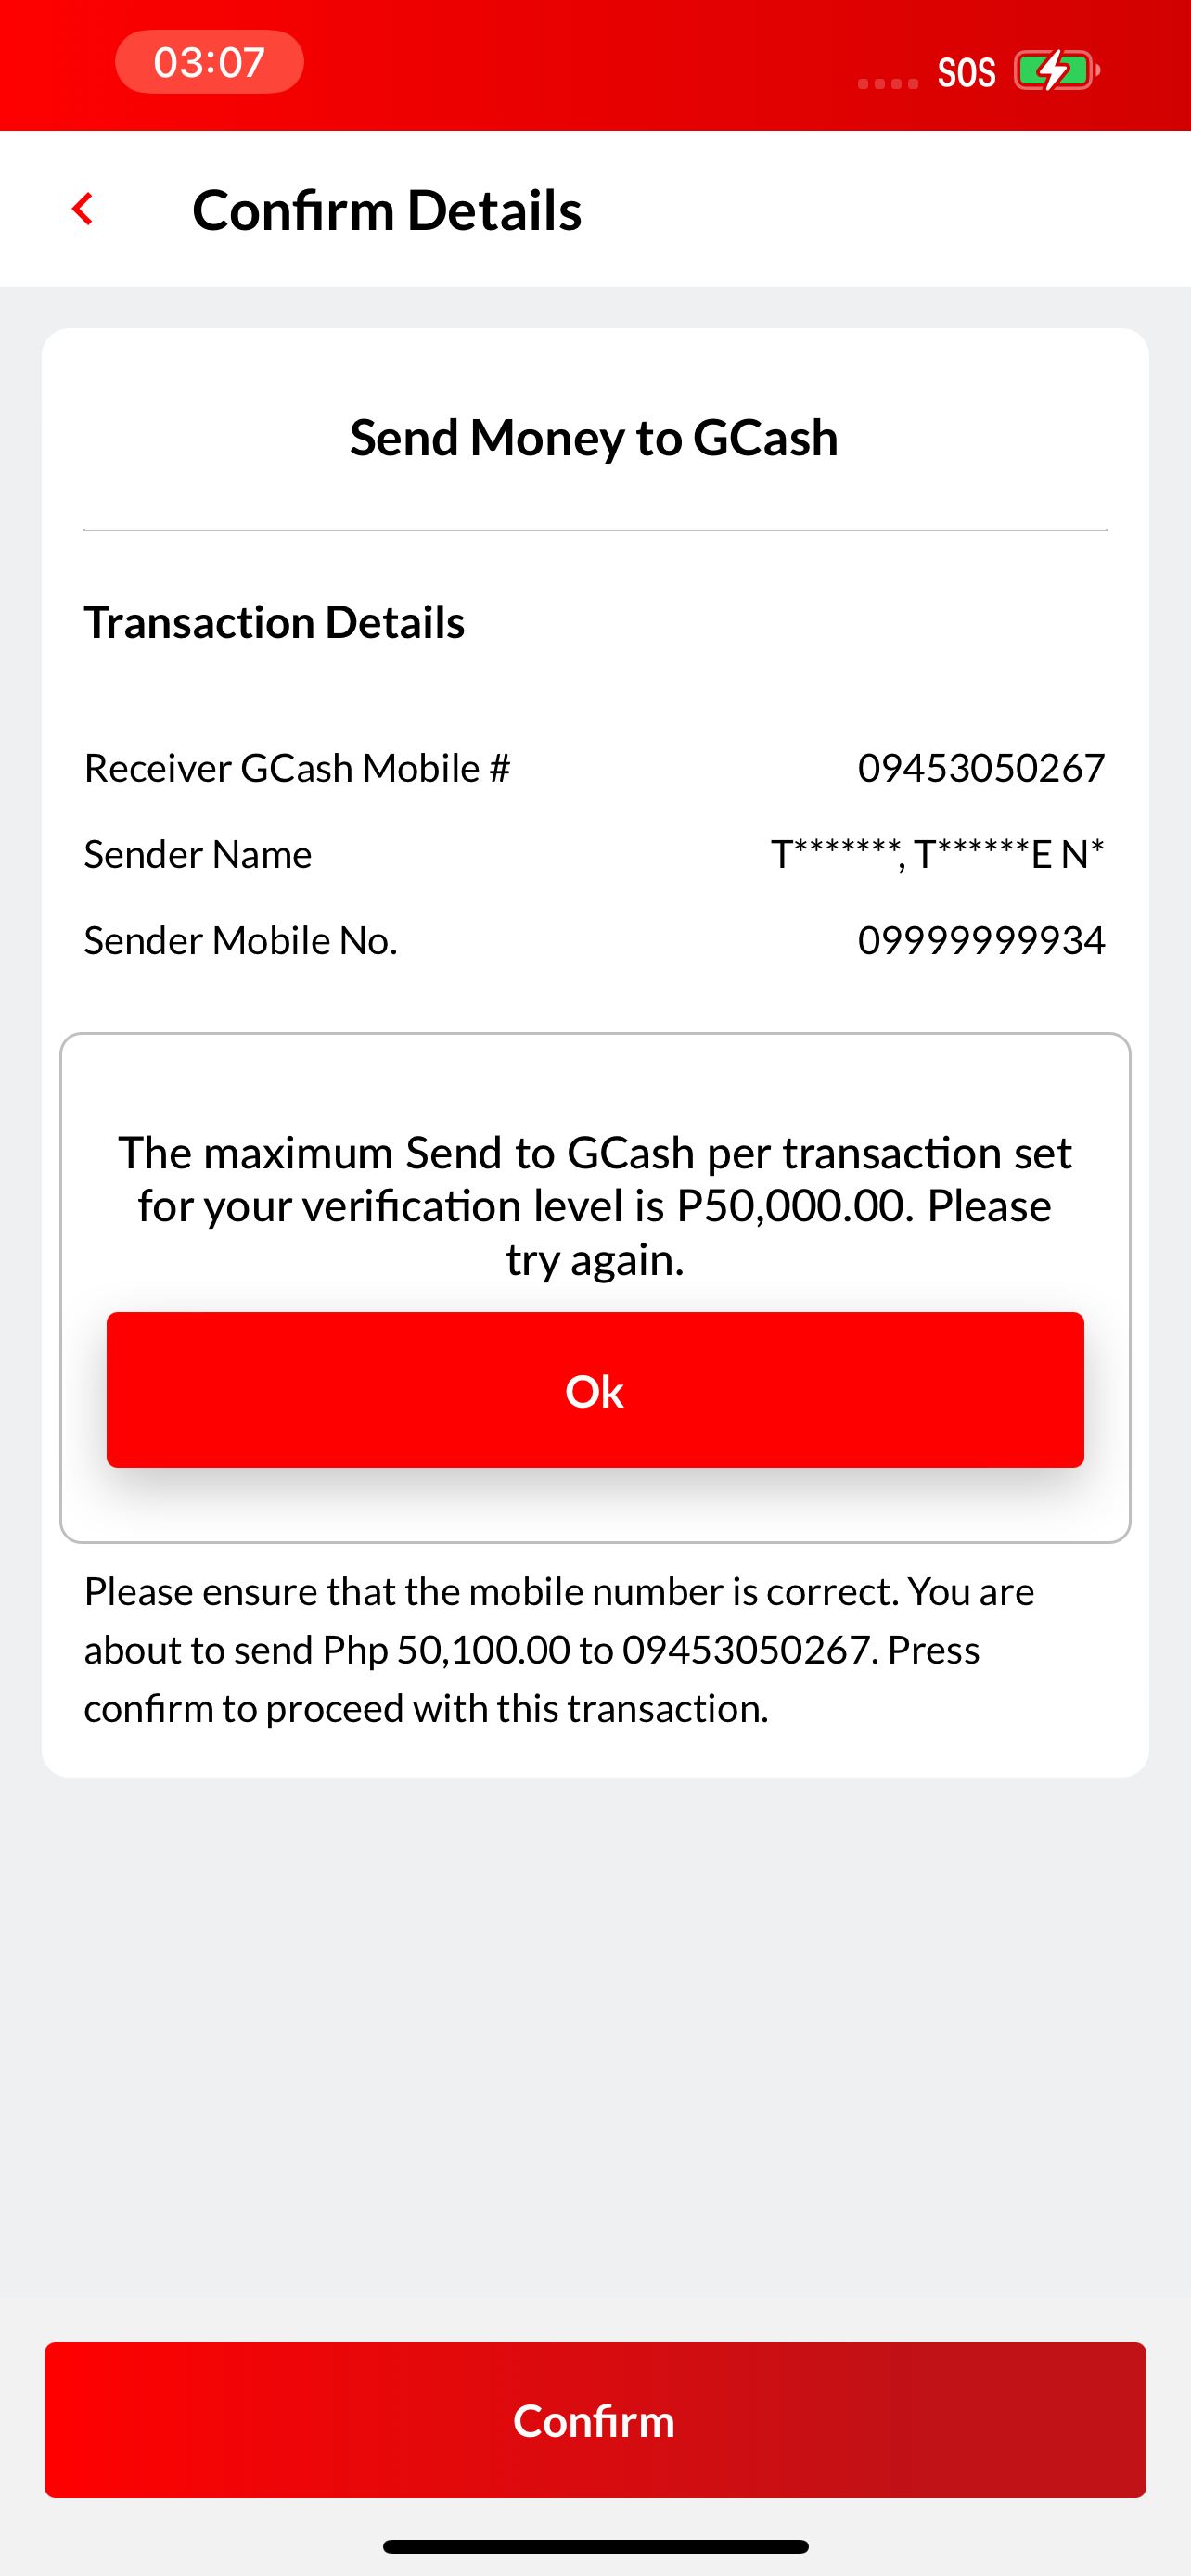 03:07
SOS
Confirm Details
Send Money to GCash
Transaction Details
Receiver GCash Mobile # 09453050267
Sender Name T*******, T******E N*
Sender Mobile No. 09999999934
The maximum Send to GCash per transaction set
for your verification level is P50,000.00. Please
try again.
Ok
Please ensure that the mobile number is correct. You are
about to send Php 50,100.00 to 09453050267. Press
confirm to proceed with this transaction.
Confirm